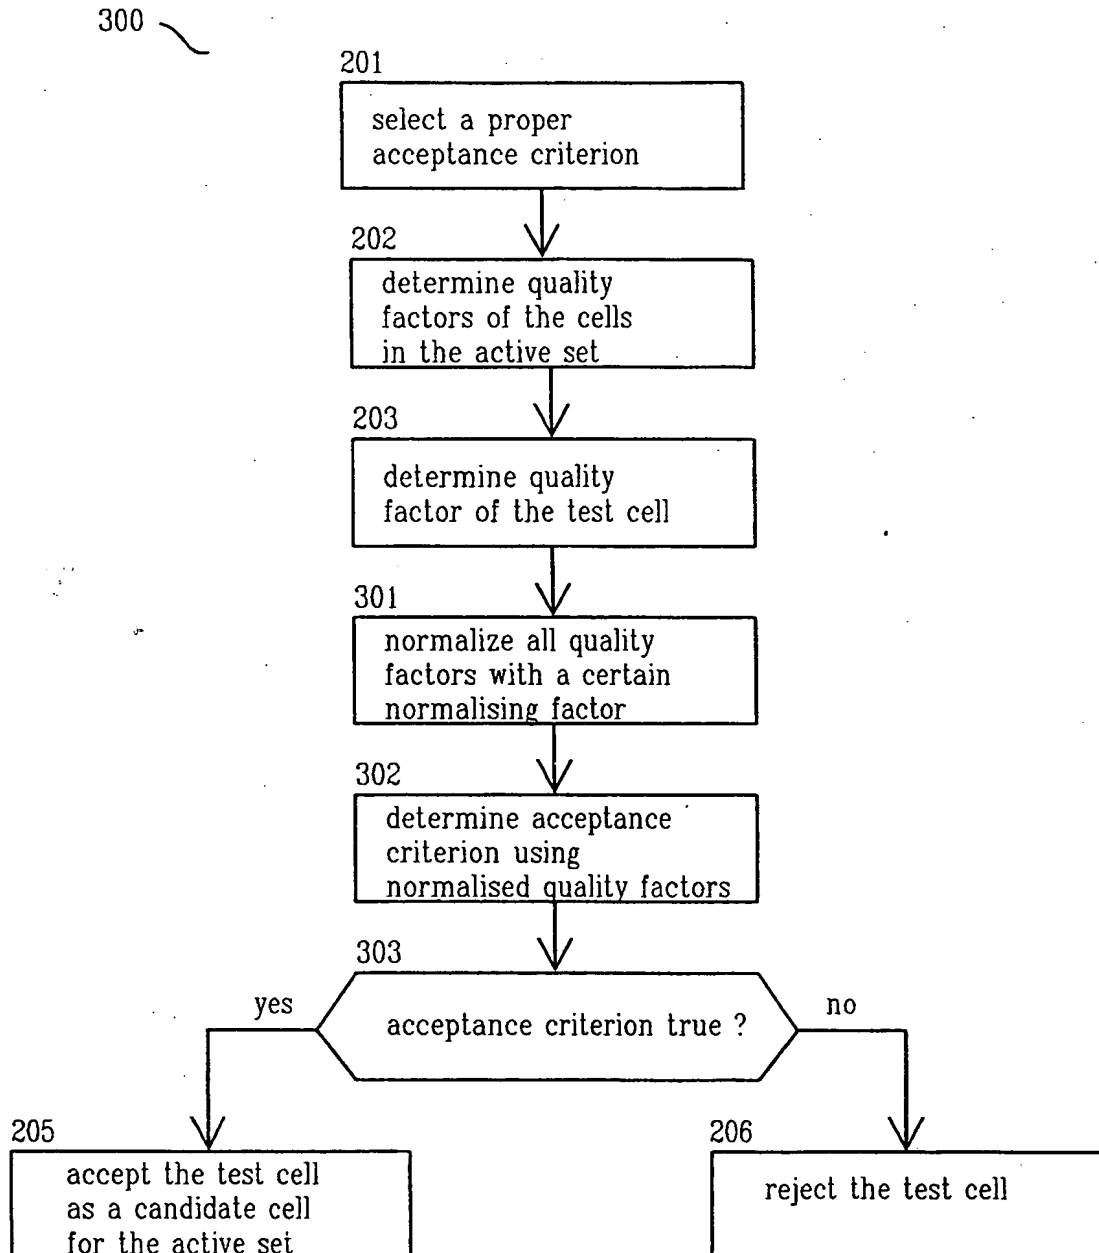 300
201
select a proper
acceptance criterion
202
determine quality
factors of the cells
in the active set
203
determine quality
factor of the test cell
301
normalize all quality
factors with a certain
normalising factor
302
determine acceptance
criterion using
normalised quality factors
303
yes
acceptance criterion true ?
no
205
accept the test cell
as a candidate cell
for the active set
206
reject the test cell